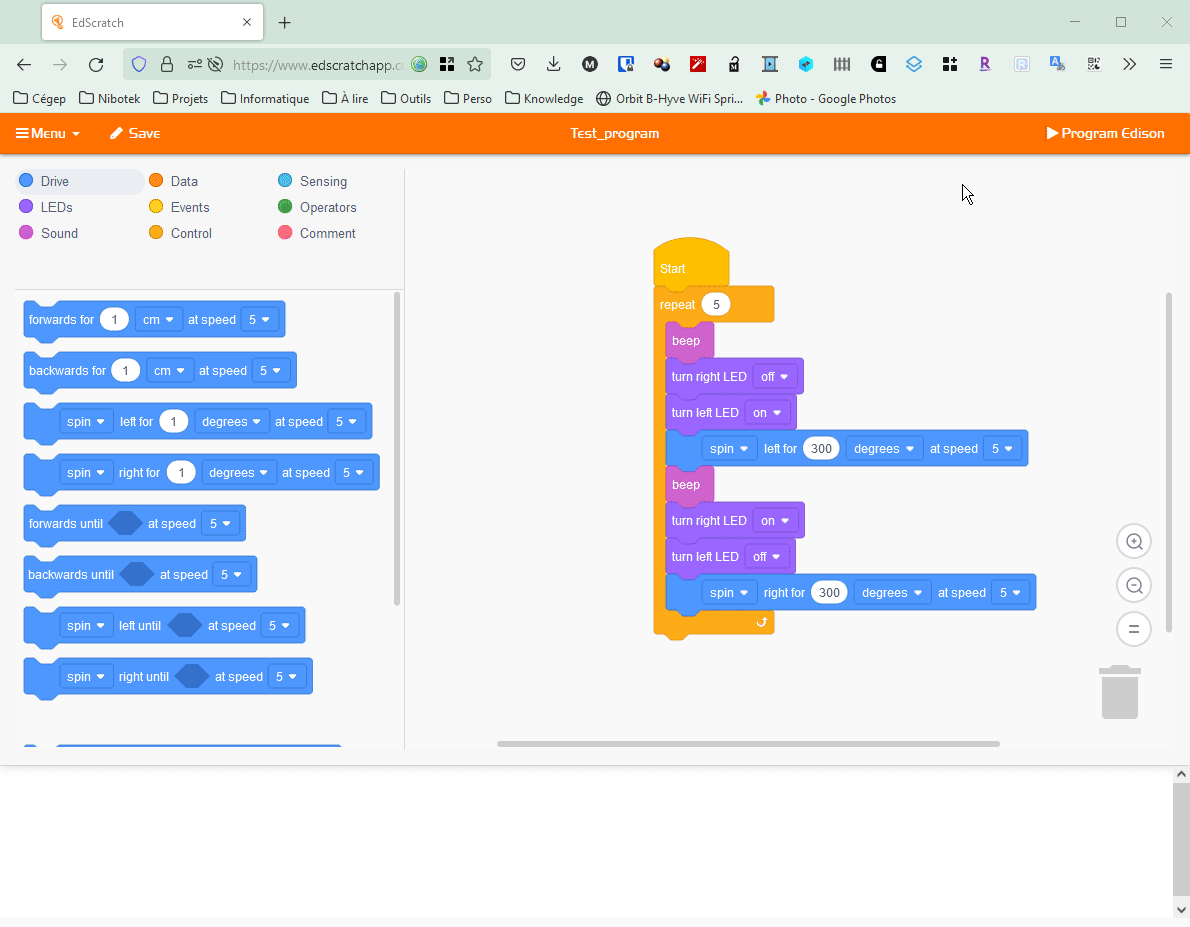 EdScratch
https://www.edscratchapp.c
Cégep Nibotek Projets Informatique À lire Outils Perso Knowledge Orbit B-Hyve WiFi Spri... Photo - Google Photos
Menu Save Test_program Program Edison
Drive Data Sensing
LEDs Events Operators
Sound Control Comment
forwards for 1 cm at speed 5
backwards for 1 cm at speed 5
spin left for 1 degrees at speed 5
spin right for 1 degrees at speed 5
forwards until at speed 5
backwards until at speed 5
spin left until at speed 5
spin right until at speed 5
Start
repeat 5
beep
turn right LED off
turn left LED on
spin left for 300 degrees at speed 5
beep
turn right LED on
turn left LED off
spin right for 300 degrees at speed 5